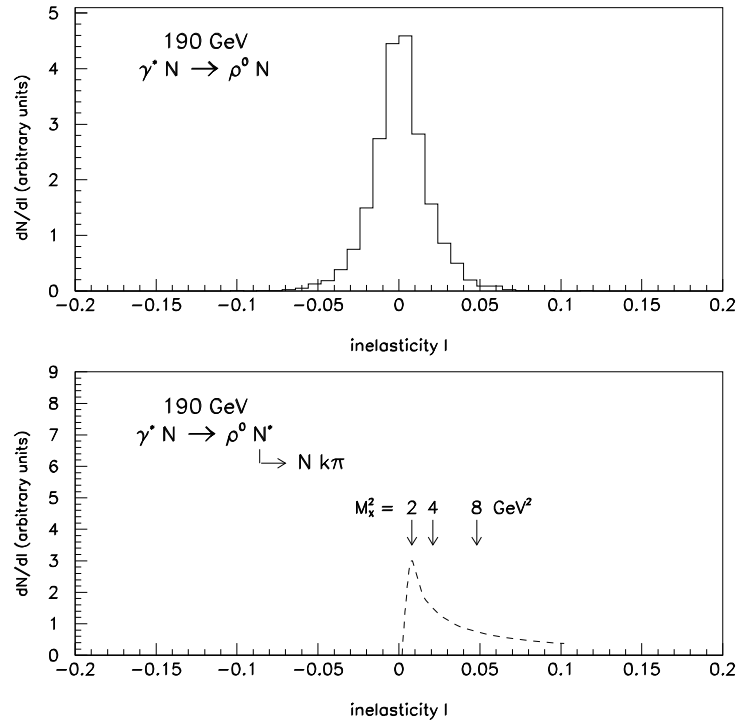 5
4
3
2
1
0
dN/dI (arbitrary units)
190 GeV
γ* N → ρ⁰ N
−0.2 −0.15 −0.1 −0.05 0 0.05 0.1 0.15 0.2
inelasticity I
9
8
7
6
5
4
3
2
1
0
dN/dI (arbitrary units)
190 GeV
γ* N → ρ⁰ N*
→ N kπ
Mₓ² = 2 4 8 GeV²
−0.2 −0.15 −0.1 −0.05 0 0.05 0.1 0.15 0.2
inelasticity I